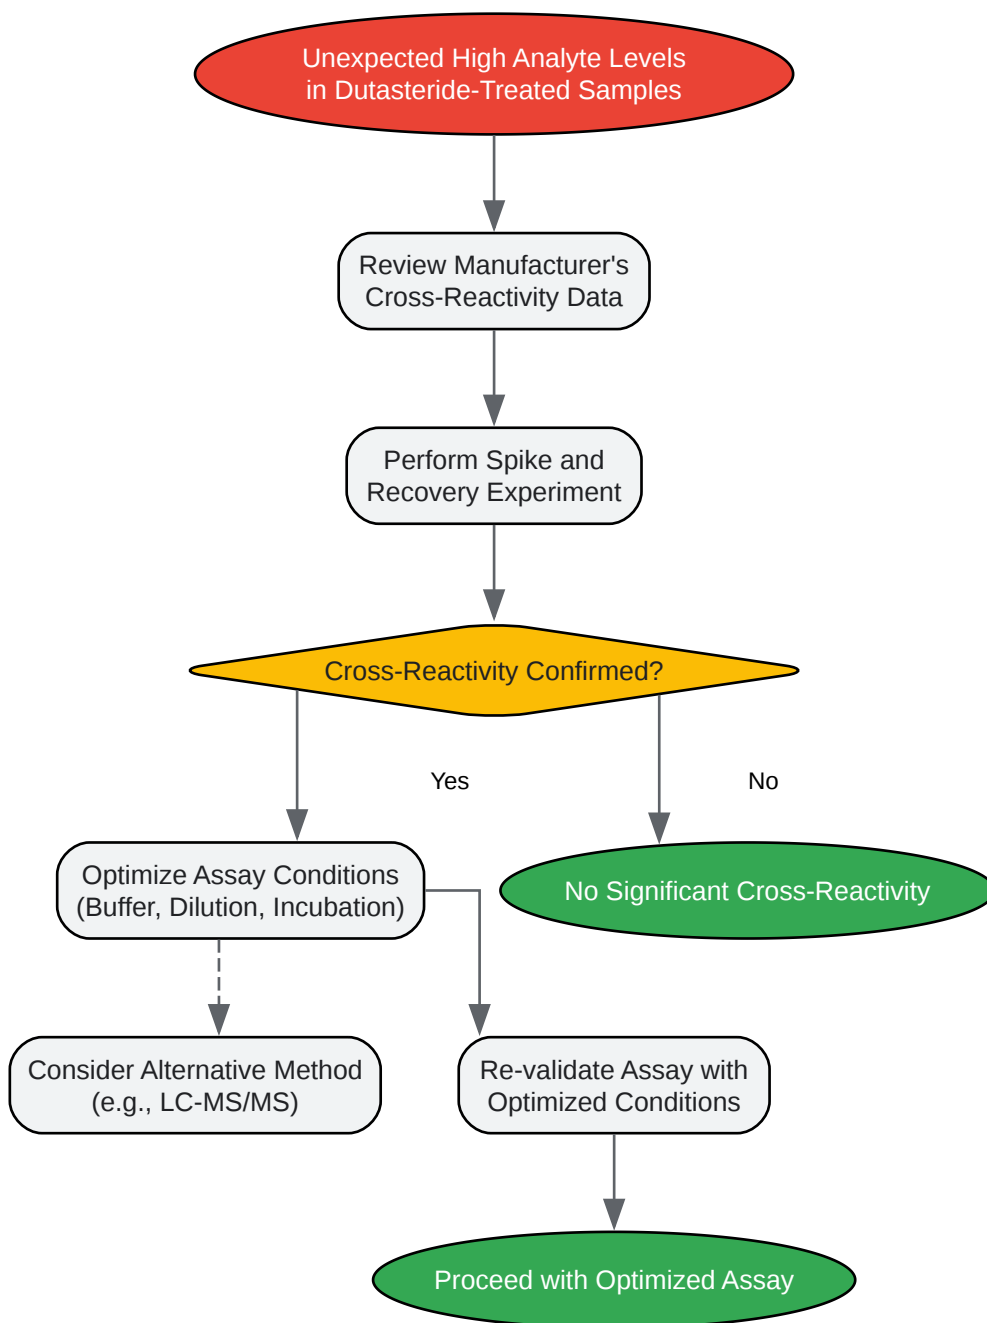 Unexpected High Analyte Levels
in Dutasteride-Treated Samples
Review Manufacturer's
Cross-Reactivity Data
Perform Spike and
Recovery Experiment
Cross-Reactivity Confirmed?
Yes
No
Optimize Assay Conditions
(Buffer, Dilution, Incubation)
No Significant Cross-Reactivity
Consider Alternative Method
(e.g., LC-MS/MS)
Re-validate Assay with
Optimized Conditions
Proceed with Optimized Assay